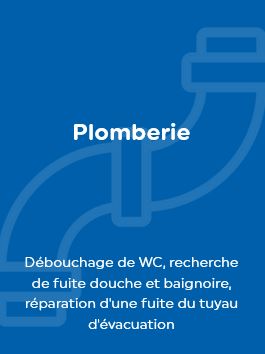 Plomberie
Débouchage de WC, recherche
de fuite douche et baignoire,
réparation d'une fuite du tuyau
d'évacuation